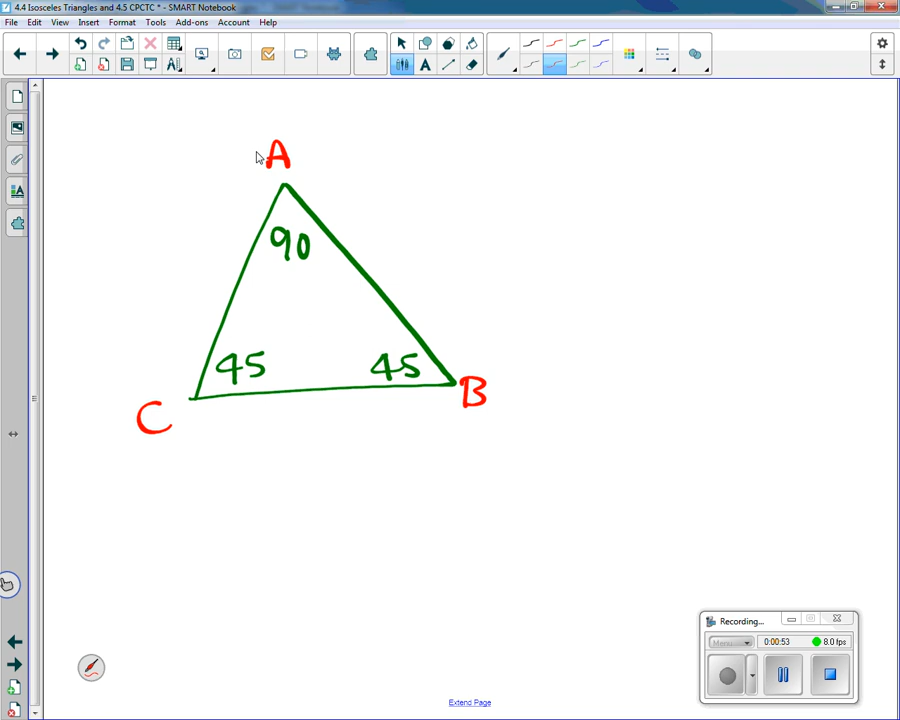 4.4 Isosceles Triangles and 4.5 CPCTC * - SMART Notebook
File Edit View Insert Format Tools Add-ons Account Help
A
90
45 45
C B
Recording...
Menu
0:00:53 8.0 fps
Extend Page